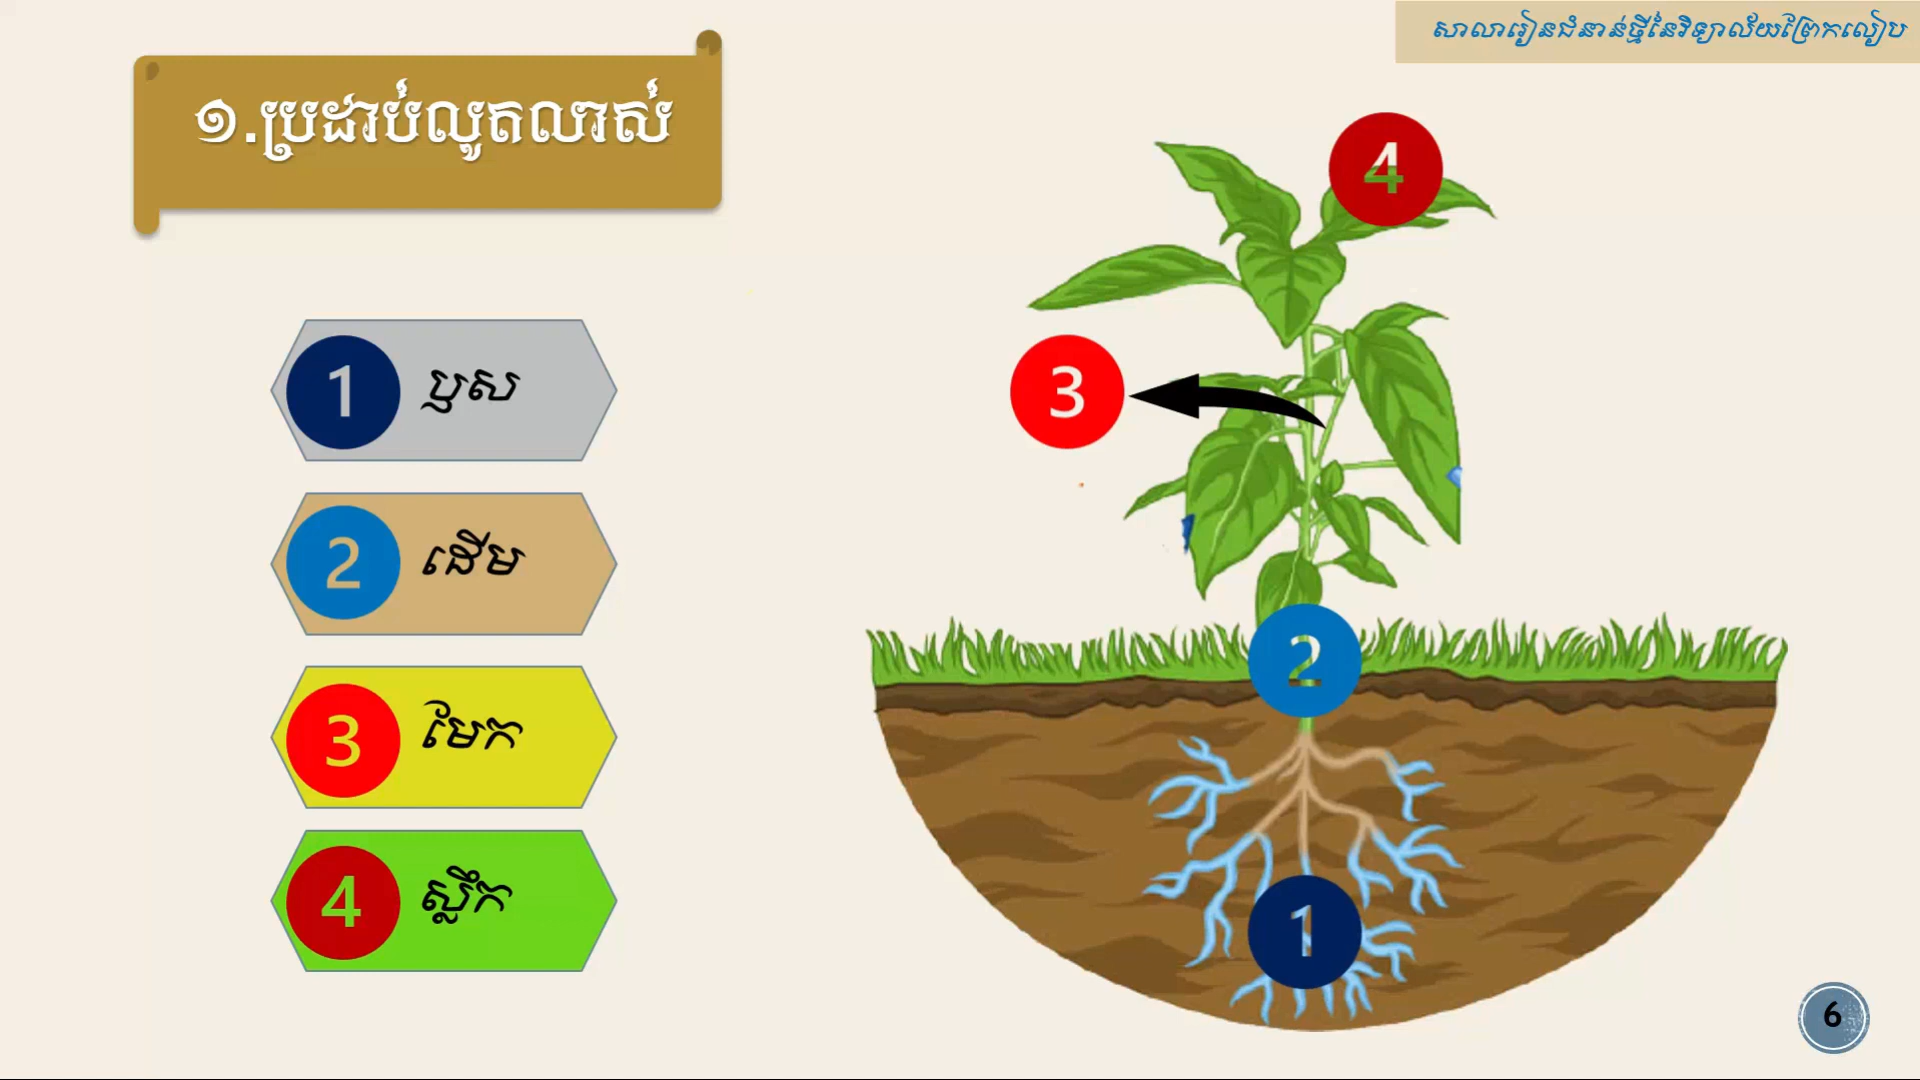 សាលារៀនជំនាន់ថ្មីនៃវិទ្យាល័យព្រែកលៀប
១.ប្រដាប់លូតលាស់
4
1 ឫស
3
2 ដើម
2
3 មែក
4 ស្លឹក
1
6